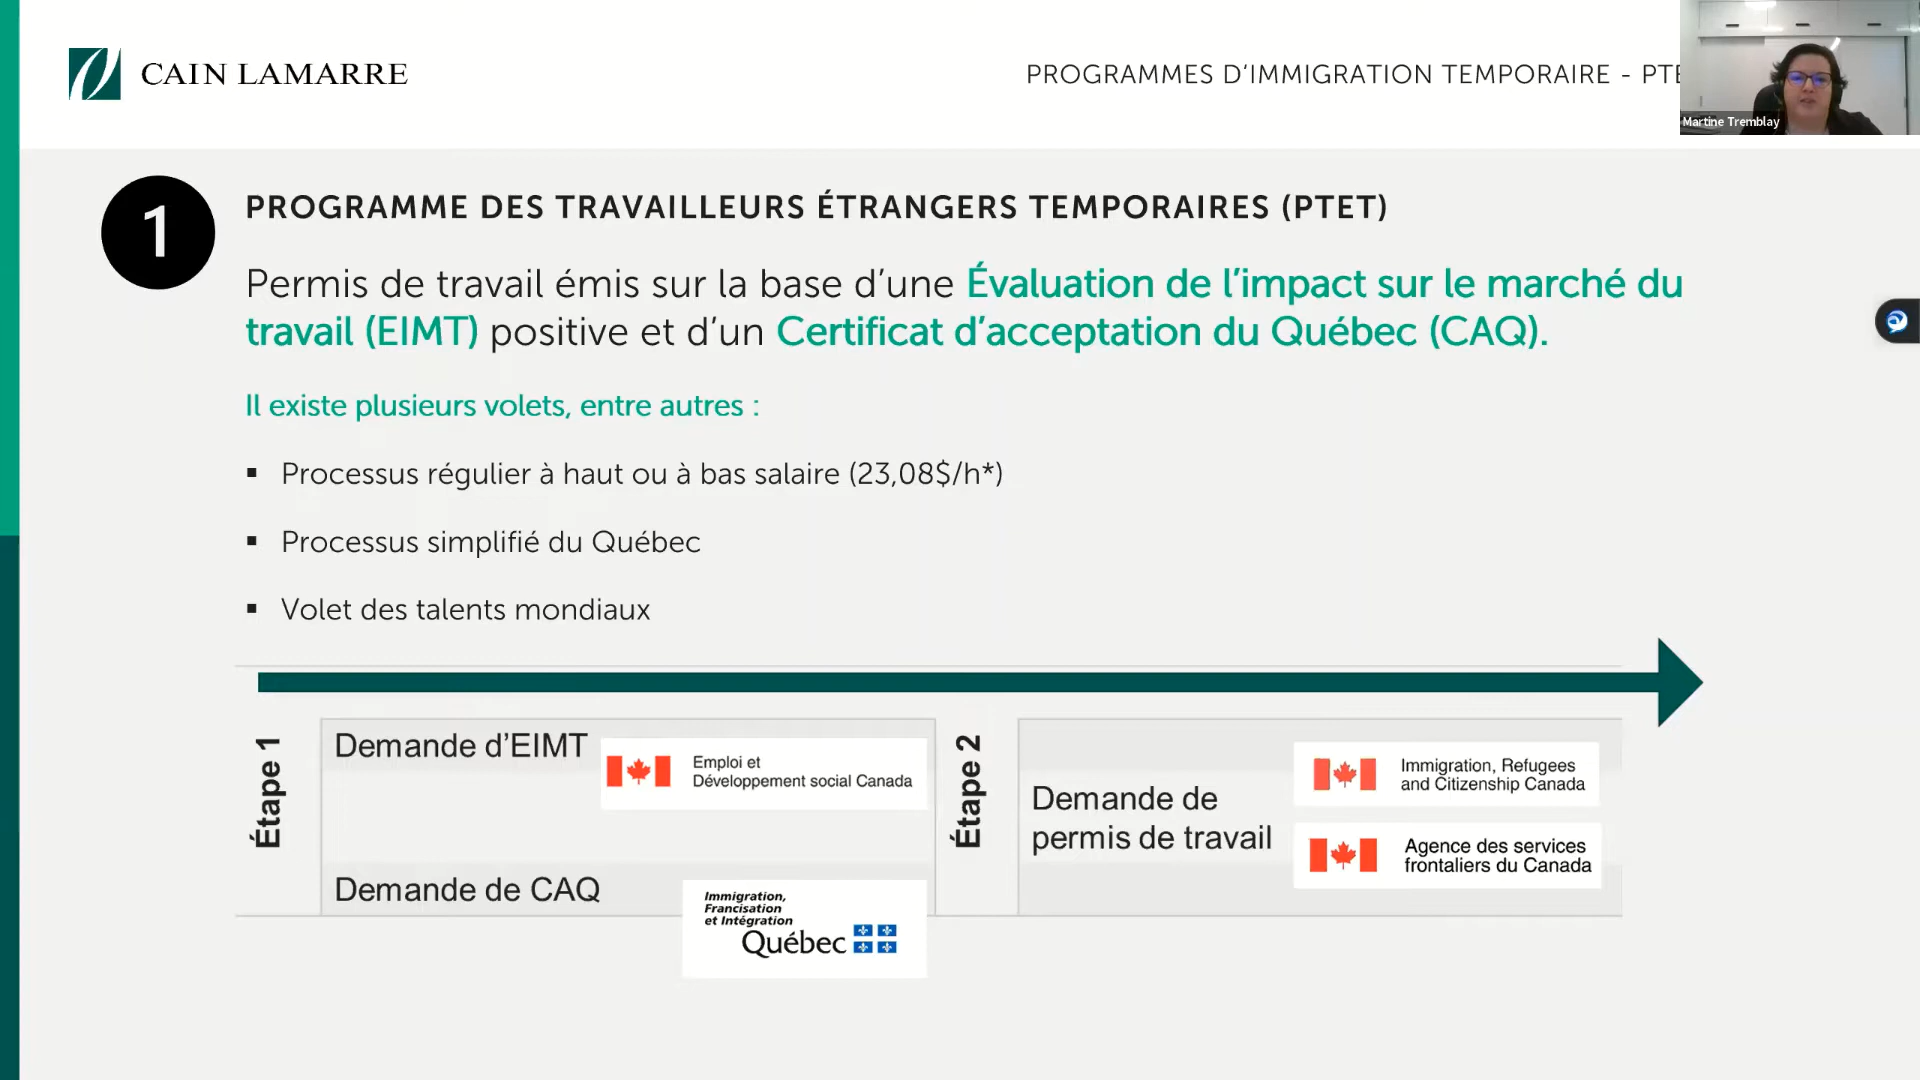 CAIN LAMARRE
PROGRAMMES D’IMMIGRATION TEMPORAIRE - PTE
Martine Tremblay
1
PROGRAMME DES TRAVAILLEURS ÉTRANGERS TEMPORAIRES (PTET)
Permis de travail émis sur la base d’une Évaluation de l’impact sur le marché du
travail (EIMT) positive et d’un Certificat d’acceptation du Québec (CAQ).
Il existe plusieurs volets, entre autres :
▪ Processus régulier à haut ou à bas salaire (23,08$/h*)
▪ Processus simplifié du Québec
▪ Volet des talents mondiaux
Étape 1
Demande d’EIMT
Emploi et
Développement social Canada
Demande de CAQ
Immigration,
Francisation
et Intégration
Québec
Étape 2
Demande de
permis de travail
Immigration, Refugees
and Citizenship Canada
Agence des services
frontaliers du Canada